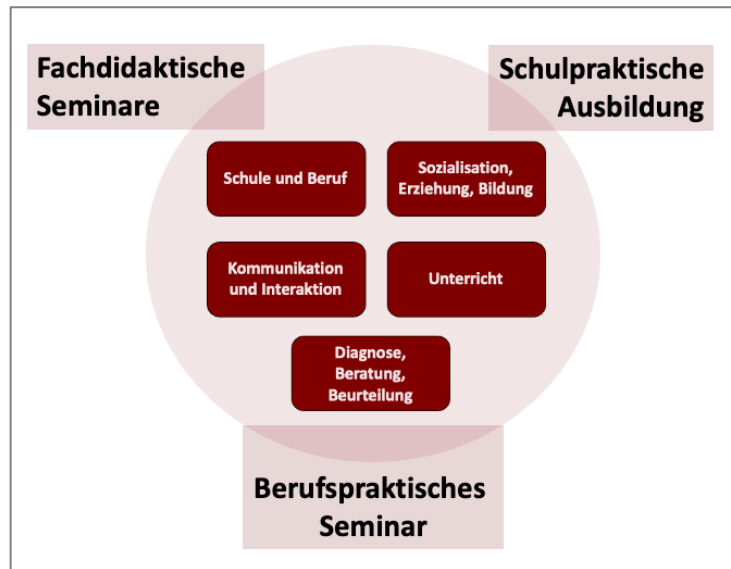 Fachdidaktische
Seminare
Schulpraktische
Ausbildung
Schule und Beruf
Sozialisation,
Erziehung, Bildung
Kommunikation
und Interaktion
Unterricht
Diagnose,
Beratung,
Beurteilung
Berufspraktisches
Seminar